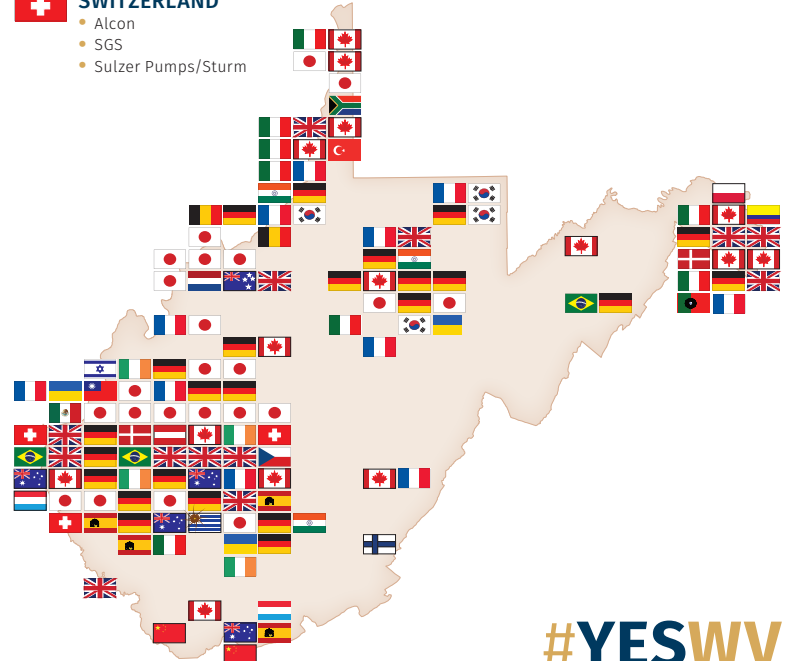 SWITZERLAND
• Alcon
• SGS
• Sulzer Pumps/Sturm
#YESWV